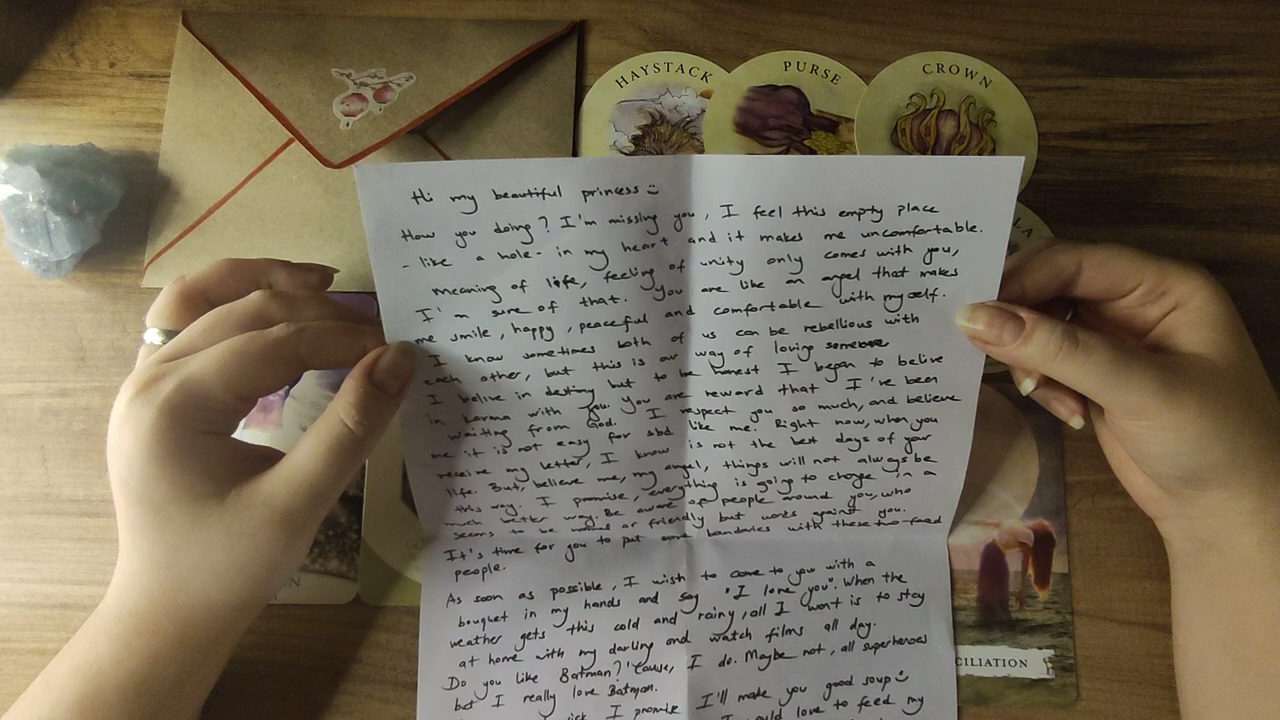 HAYSTACK
PURSE
CROWN
Hi my beautiful princess :)
How you doing? I'm missing you, I feel this empty place
- like a hole - in my heart and it makes me uncomfortable.
meaning of life, feeling of unity only comes with you,
I'm sure of that. You are like an angel that makes
me smile, happy, peaceful and comfortable with myself.
I know sometimes both of us can be rebellious with
each other, but this is our way of loving
I belive in destiny but to be honest I began to belive
in karma with you. You are reward that I've been
waiting from God. I respect you so much, and believe
me it is not easy for sbd like me. Right now, when you
receive my letter, I know is not the best days of your
life. But, believe me, my angel, things will not always be
this way. I promise, everything is going to change in a
much better way. Be aware of people around you, who
seems to be or friendly but works against you.
It's time for you to put some bondaries with these two-faced
people.
As soon as possible, I wish to come to you with a
bouquet in my hands and say "I love you". When the
weather gets this cold and rainy, all I want is to stay
at home with my darling and watch films all day.
Do you like Batman? 'Cause, I do. Maybe not, all superheroes
but I really love Batman.
I promise I'll make you good soup :)
would love to feed my
CILIATION
LA
N